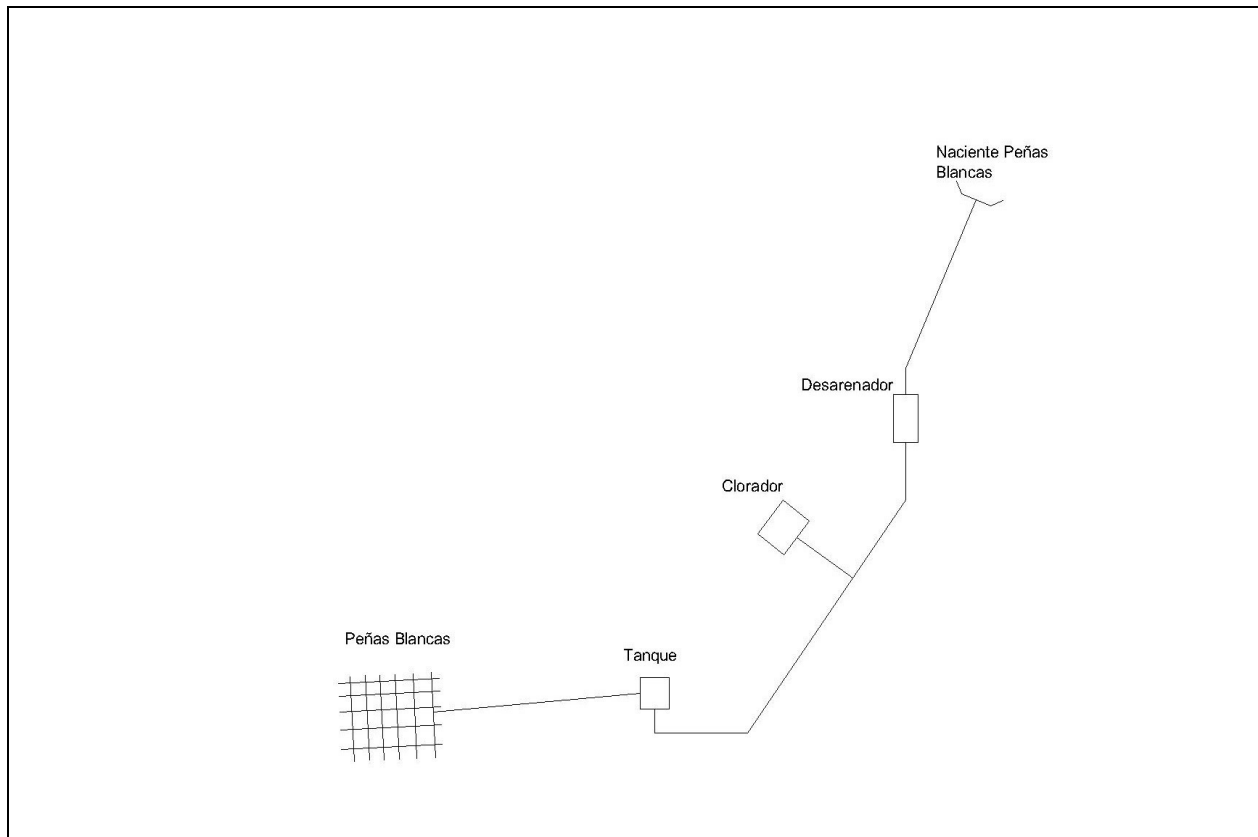 Naciente Peñas
Blancas
Desarenador
Clorador
Peñas Blancas
Tanque